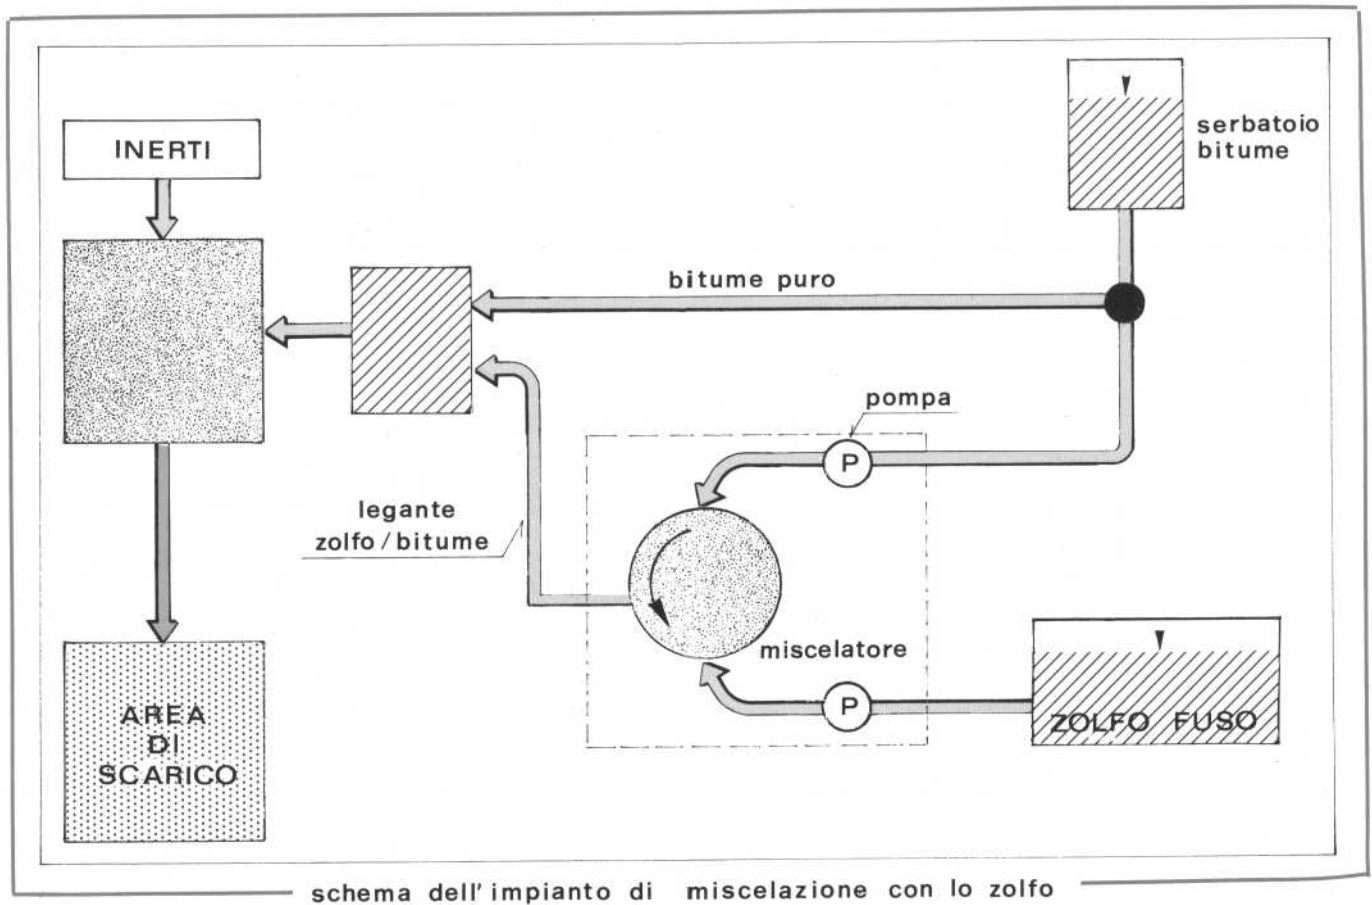 INERTI
serbatoio
bitume
bitume puro
pompa
P
legante
zolfo/bitume
miscelatore
P
ZOLFO FUSO
AREA
DI
SCARICO
schema dell'impianto di miscelazione con lo zolfo